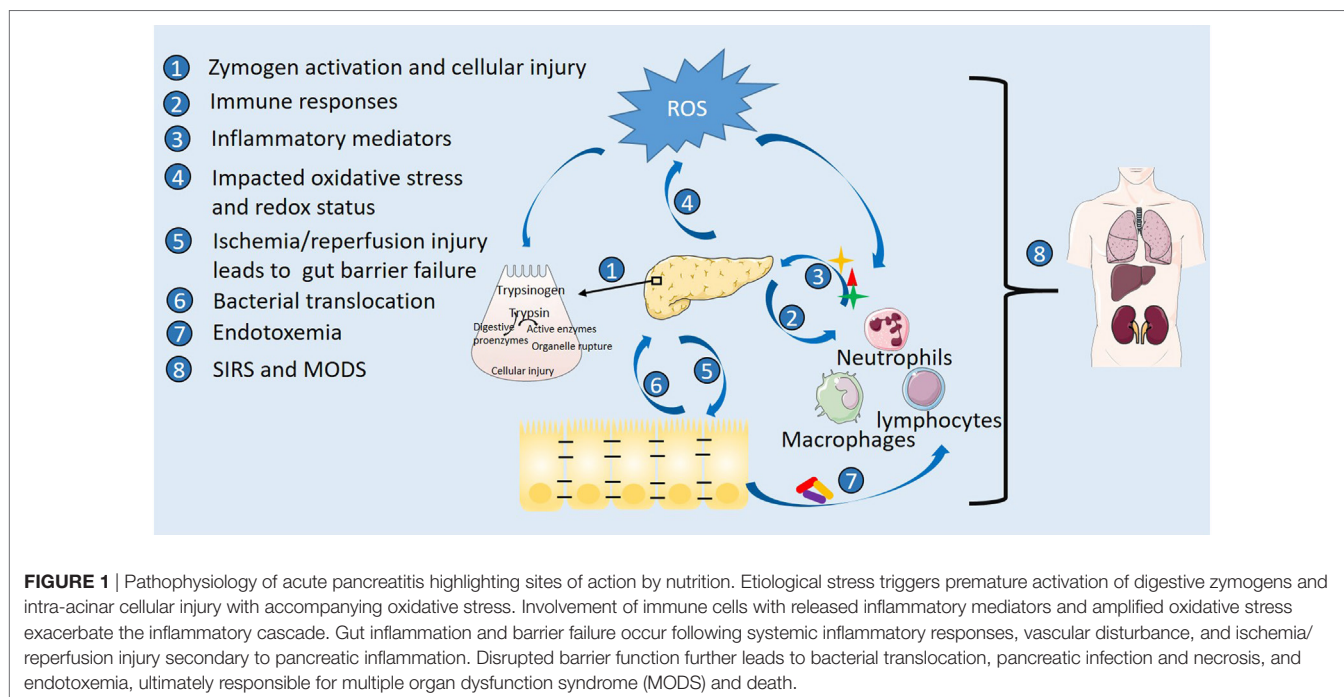 1 Zymogen activation and cellular injury
2 Immune responses
3 Inflammatory mediators
4 Impacted oxidative stress
and redox status
5 Ischemia/reperfusion injury
leads to gut barrier failure
6 Bacterial translocation
7 Endotoxemia
8 SIRS and MODS
ROS
4
1
Trypsinogen
Trypsin
Digestive
proenzymes
Active enzymes
Organelle rupture
Cellular injury
3
2
Neutrophils
lymphocytes
Macrophages
6
5
7
8
FIGURE 1 | Pathophysiology of acute pancreatitis highlighting sites of action by nutrition. Etiological stress triggers premature activation of digestive zymogens and
intra-acinar cellular injury with accompanying oxidative stress. Involvement of immune cells with released inflammatory mediators and amplified oxidative stress
exacerbate the inflammatory cascade. Gut inflammation and barrier failure occur following systemic inflammatory responses, vascular disturbance, and ischemia/
reperfusion injury secondary to pancreatic inflammation. Disrupted barrier function further leads to bacterial translocation, pancreatic infection and necrosis, and
endotoxemia, ultimately responsible for multiple organ dysfunction syndrome (MODS) and death.